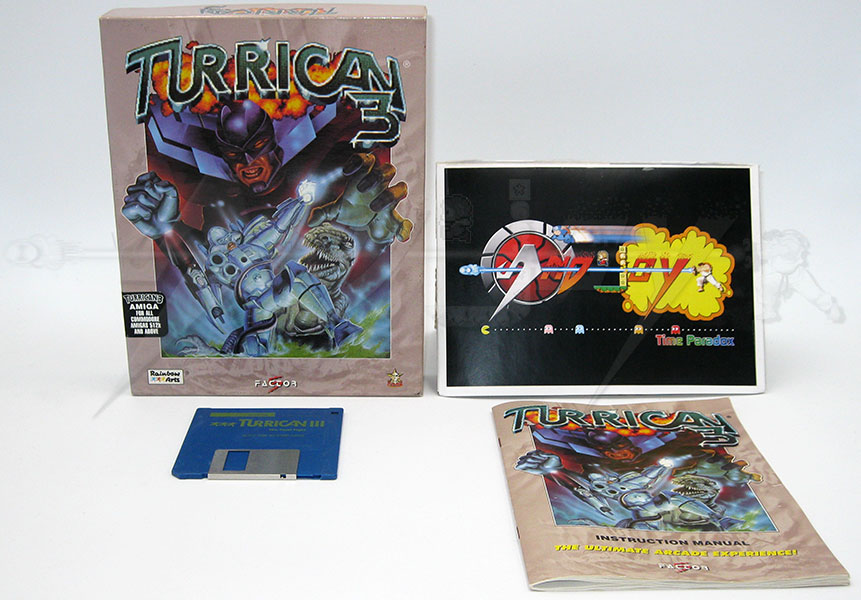 TURRICAN
TURRICAN
3
TURRICAN 3
AMIGA
FOR ALL
COMMODORE
AMIGAS 512K
AND ABOVE
Rainbow
Arts
FACTOR
5
Time Paradox
TURRICAN III
TURRICAN
3
INSTRUCTION MANUAL
THE ULTIMATE ARCADE EXPERIENCE!
FACTOR
5